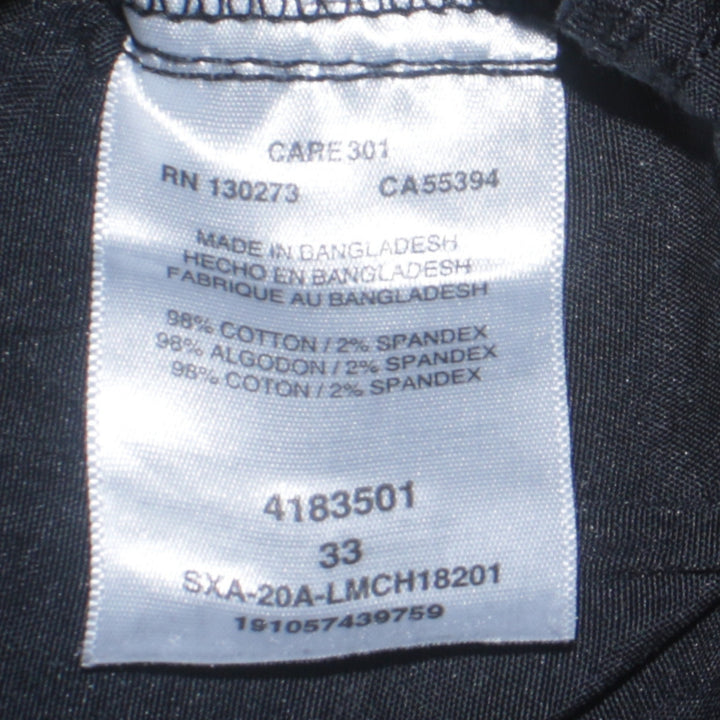 CARE 301
RN 130273 CA55394
MADE IN BANGLADESH
HECHO EN BANGLADESH
FABRIQUE AU BANGLADESH
98% COTTON / 2% SPANDEX
98% ALGODON / 2% SPANDEX
98% COTON / 2% SPANDEX
4183501
33
SXA-20A-LMCH18201
191057439759